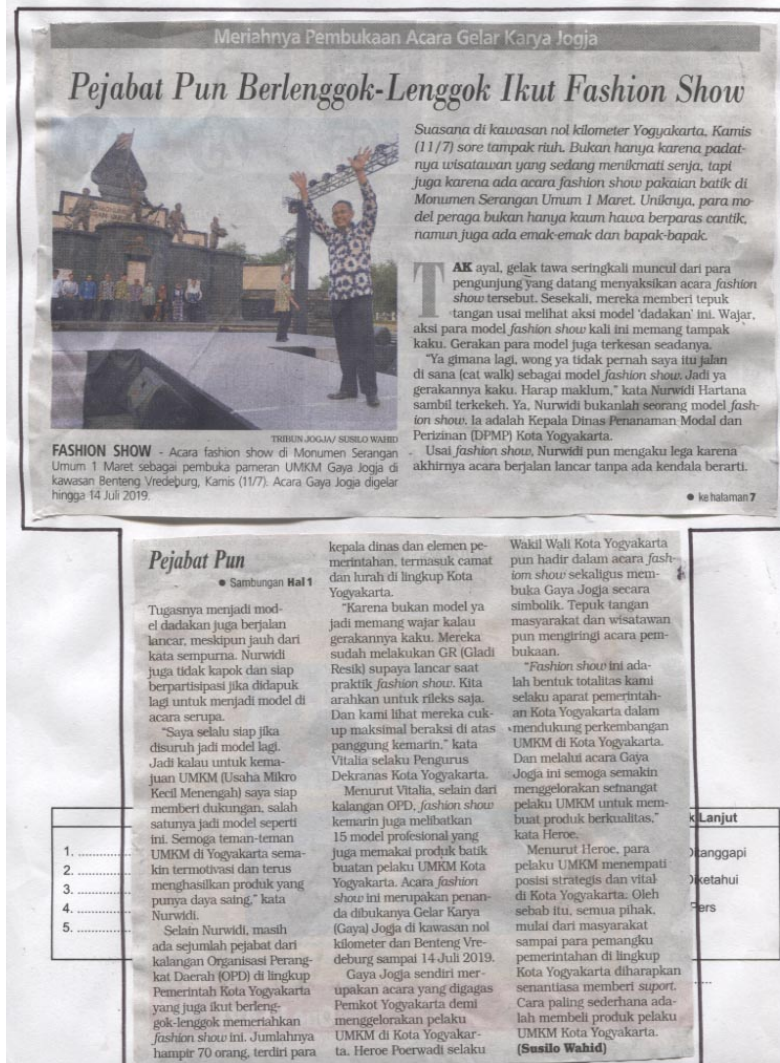 Meriahnya Pembukaan Acara Gelar Karya Jogja
Pejabat Pun Berlenggok-Lenggok Ikut Fashion Show
Suasana di kawasan nol kilometer Yogyakarta, Kamis
(11/7) sore tampak riuh. Bukan hanya karena padat-
nya wisatawan yang sedang menikmati senja, tapi
juga karena ada acara fashion show pakaian batik di
Monumen Serangan Umum 1 Maret. Uniknya, para mo-
del peraga bukan hanya kaum hawa berparas cantik,
namun juga ada emak-emak dan bapak-bapak.
TAK ayal, gelak tawa seringkali muncul dari para
pengunjung yang datang menyaksikan acara fashion
show tersebut. Sesekali, mereka memberi tepuk
tangan usai melihat aksi model 'dadakan' ini. Wajar,
aksi para model fashion show kali ini memang tampak
kaku. Gerakan para model juga terkesan seadanya.
"Ya gimana lagi, wong ya tidak pernah saya itu jalan
di sana (cat walk) sebagai model fashion show. Jadi ya
gerakannya kaku. Harap maklum," kata Nurwidi Hartana
sambil terkekeh. Ya, Nurwidi bukanlah seorang model fash-
ion show. Ia adalah Kepala Dinas Penanaman Modal dan
Perizinan (DPMP) Kota Yogyakarta.
Usai fashion show, Nurwidi pun mengaku lega karena
akhirnya acara berjalan lancar tanpa ada kendala berarti.
● ke halaman 7
TRIBUN JOGJA/ SUSILO WAHID
FASHION SHOW - Acara fashion show di Monumen Serangan
Umum 1 Maret sebagai pembuka pameran UMKM Gaya Jogja di
kawasan Benteng Vredeburg, Kamis (11/7). Acara Gaya Jogja digelar
hingga 14 Juli 2019.
Pejabat Pun
● Sambungan Hal 1
Tugasnya menjadi mod-
el dadakan juga berjalan
lancar, meskipun jauh dari
kata sempurna. Nurwidi
juga tidak kapok dan siap
berpartisipasi jika didapuk
lagi untuk menjadi model di
acara serupa.
"Saya selalu siap jika
disuruh jadi model lagi.
Jadi kalau untuk kema-
juan UMKM (Usaha Mikro
Kecil Menengah) saya siap
memberi dukungan, salah
satunya jadi model seperti
ini. Semoga teman-teman
UMKM di Yogyakarta sema-
kin termotivasi dan terus
menghasilkan produk yang
punya daya saing," kata
Nurwidi.
Selain Nurwidi, masih
ada sejumlah pejabat dari
kalangan Organisasi Perang-
kat Daerah (OPD) di lingkup
Pemerintah Kota Yogyakarta
yang juga ikut berleng-
gok-lenggok memeriahkan
fashion show ini. Jumlahnya
hampir 70 orang, terdiri para
kepala dinas dan elemen pe-
merintahan, termasuk camat
dan lurah di lingkup Kota
Yogyakarta.
"Karena bukan model ya
jadi memang wajar kalau
gerakannya kaku. Mereka
sudah melakukan GR (Gladi
Resik) supaya lancar saat
praktik fashion show. Kita
arahkan untuk rileks saja.
Dan kami lihat mereka cuk-
up maksimal beraksi di atas
panggung kemarin," kata
Vitalia selaku Pengurus
Dekranas Kota Yogyakarta.
Menurut Vitalia, selain dari
kalangan OPD, fashion show
kemarin juga melibatkan
15 model profesional yang
juga memakai produk batik
buatan pelaku UMKM Kota
Yogyakarta. Acara fashion
show ini merupakan penan-
da dibukanya Gelar Karya
(Gaya) Jogja di kawasan nol
kilometer dan Benteng Vre-
deburg sampai 14 Juli 2019.
Gaya Jogja sendiri mer-
upakan acara yang digagas
Pemkot Yogyakarta demi
menggelorakan pelaku
UMKM di Kota Yogyakar-
ta. Heroe Poerwadi selaku
Wakil Wali Kota Yogyakarta
pun hadir dalam acara fash-
iom show sekaligus mem-
buka Gaya Jogja secara
simbolik. Tepuk tangan
masyarakat dan wisatawan
pun mengiringi acara pem-
bukaan.
"Fashion show ini ada-
lah bentuk totalitas kami
selaku aparat pemerintah-
an Kota Yogyakarta dalam
mendukung perkembangan
UMKM di Kota Yogyakarta.
Dan melalui acara Gaya
Jogja ini semoga semakin
menggelorakan semangat
pelaku UMKM untuk mem-
buat produk berkualitas,"
kata Heroe.
Menurut Heroe, para
pelaku UMKM menempati
posisi strategis dan vital
di Kota Yogyakarta. Oleh
sebab itu, semua pihak,
mulai dari masyarakat
sampai para pemangku
pemerintahan di lingkup
Kota Yogyakarta diharapkan
senantiasa memberi suport.
Cara paling sederhana ada-
lah membeli produk pelaku
UMKM Kota Yogyakarta.
(Susilo Wahid)
1. ............
2. ............
3. ............
4. ............
5. ............
k Lanjut
Ditanggapi
Diketahui
Pers